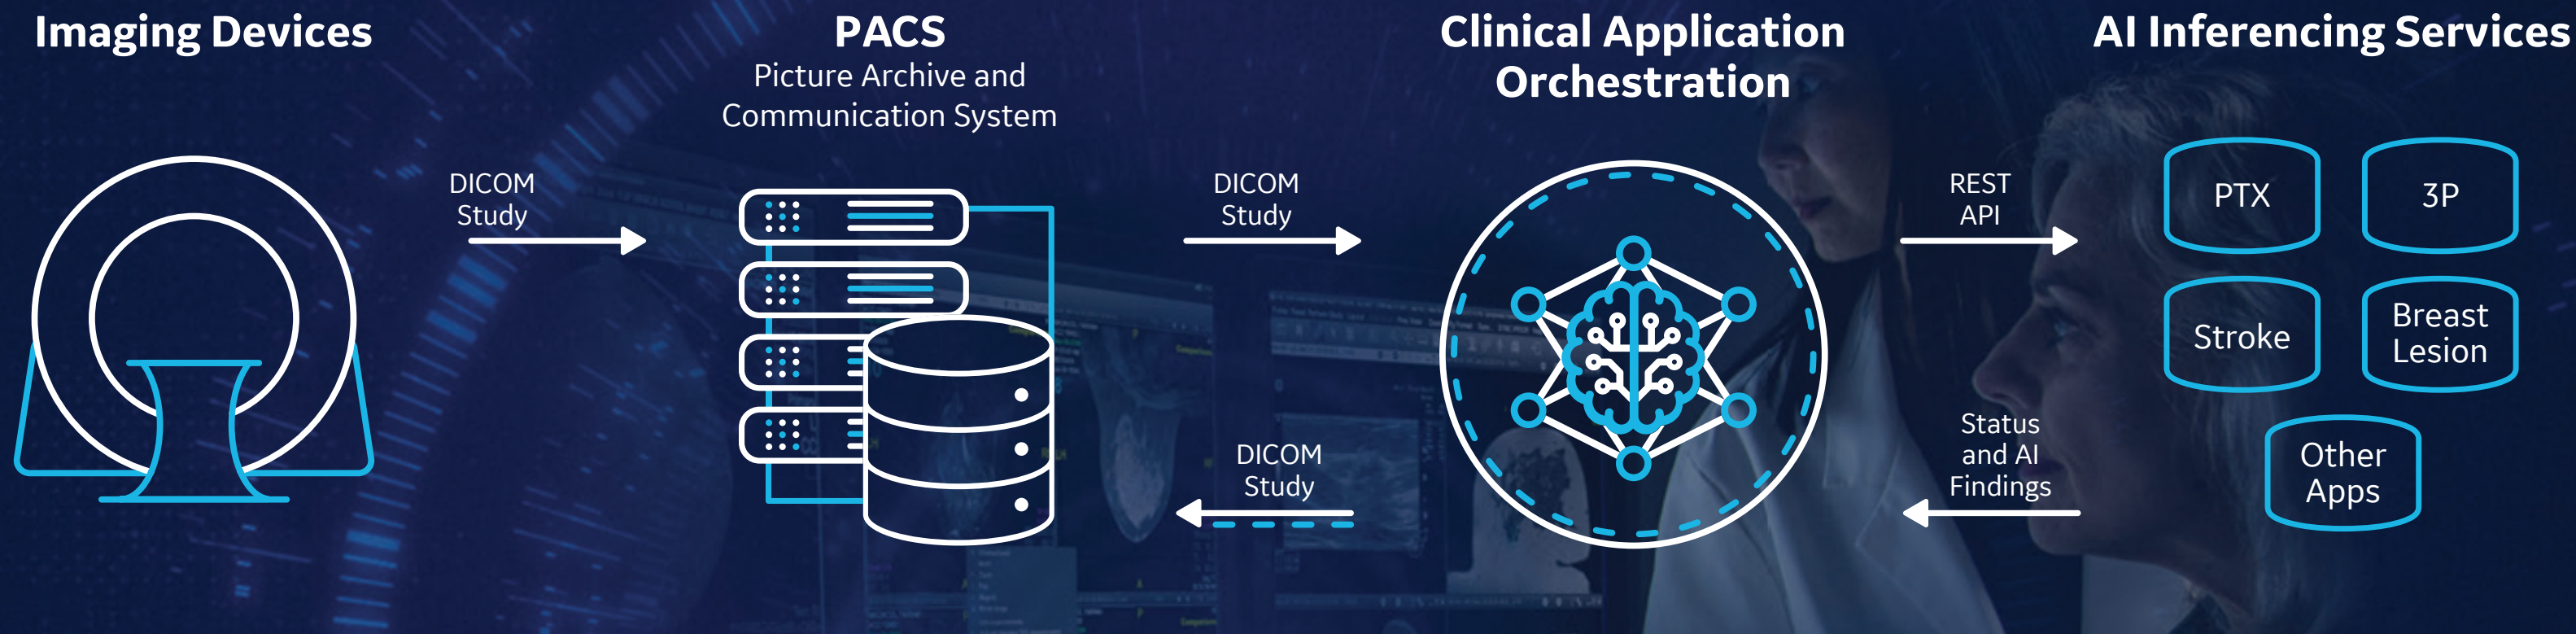 Imaging Devices
PACS
Picture Archive and
Communication System
Clinical Application
Orchestration
AI Inferencing Services
DICOM
Study
DICOM
Study
DICOM
Study
REST
API
Status
and AI
Findings
PTX
3P
Stroke
Breast
Lesion
Other
Apps